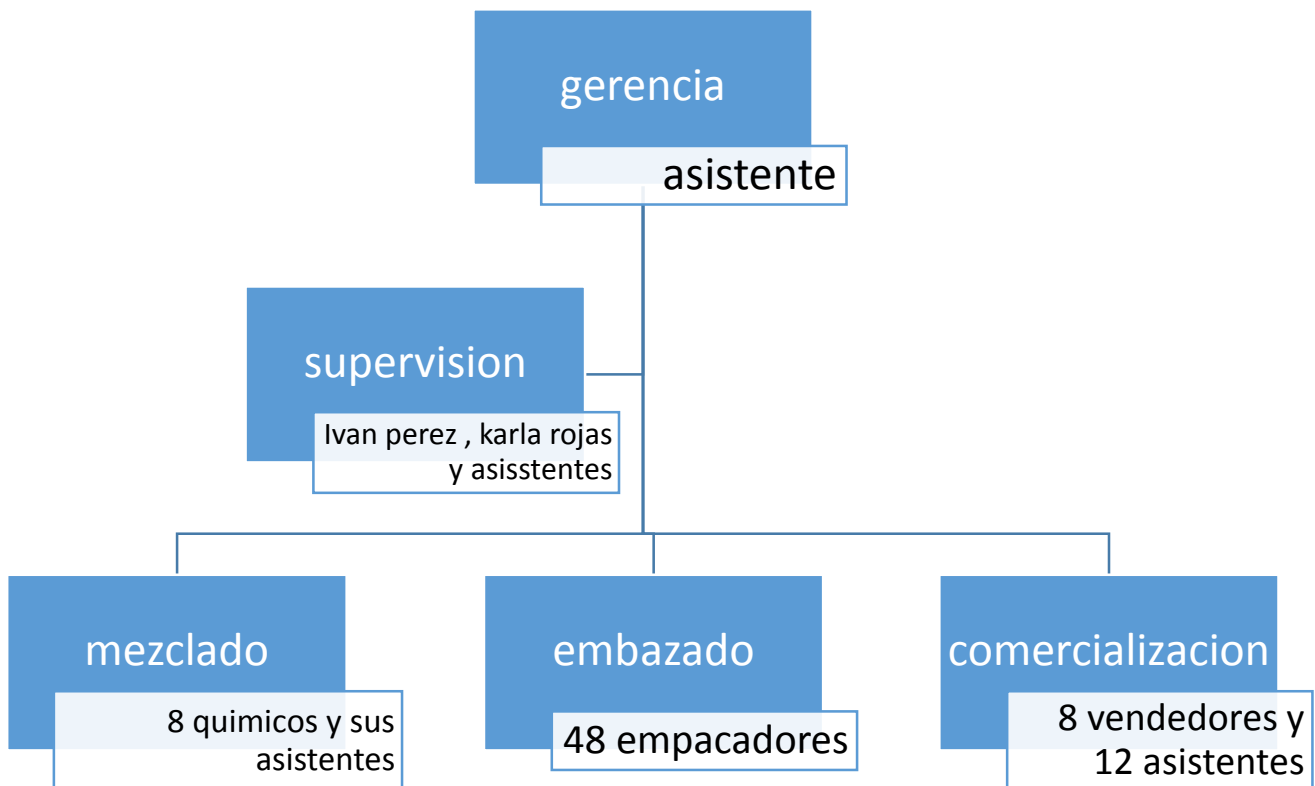 gerencia
asistente
supervision
Ivan perez , karla rojas
y asisstentes
mezclado
8 quimicos y sus
asistentes
embazado
48 empacadores
comercializacion
8 vendedores y
12 asistentes